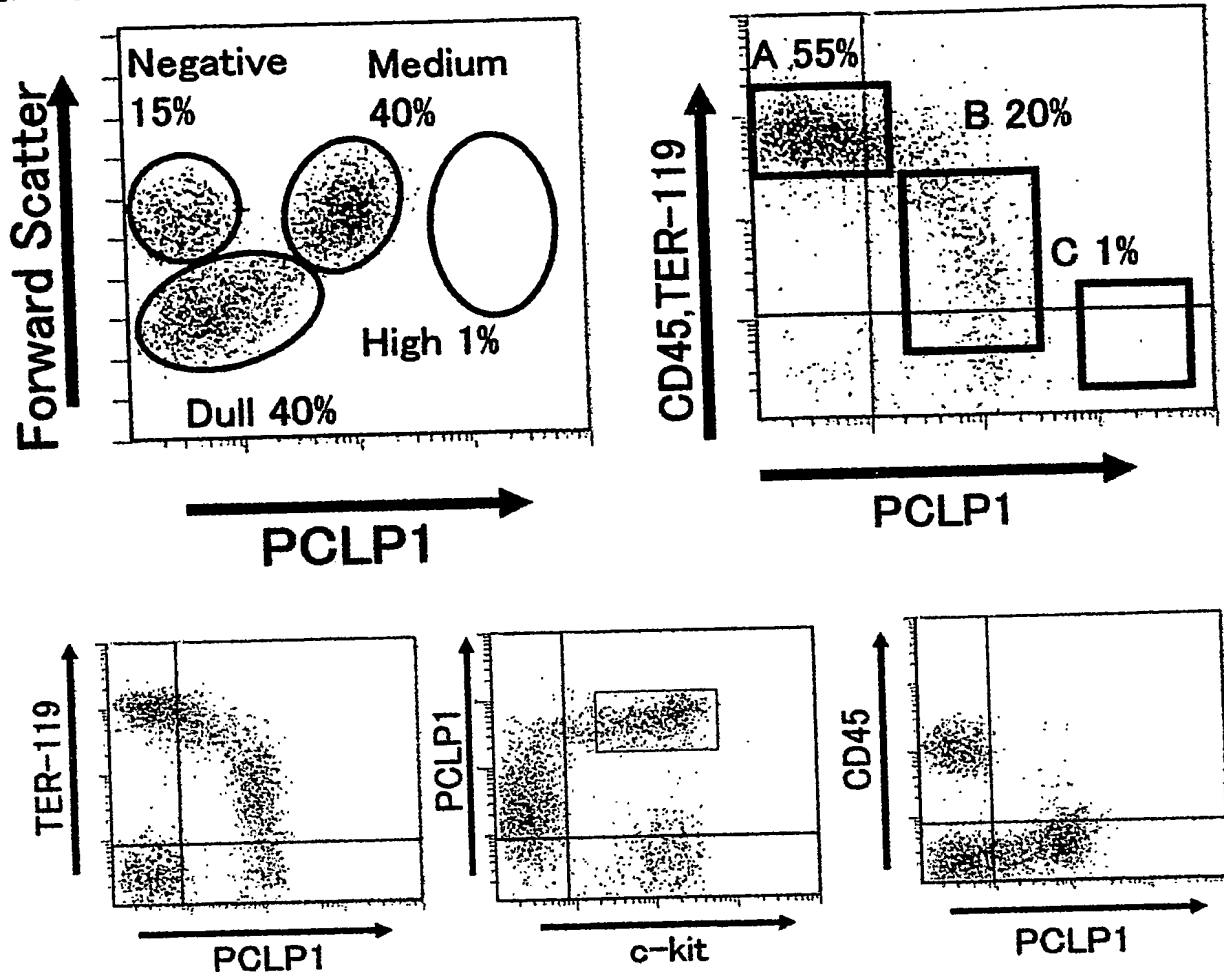 Negative
15%
Medium
40%
High 1%
Dull 40%
Forward Scatter
PCLP1
A 55%
B 20%
C 1%
CD45,TER-119
PCLP1
TER-119
PCLP1
PCLP1
c-kit
CD45
PCLP1